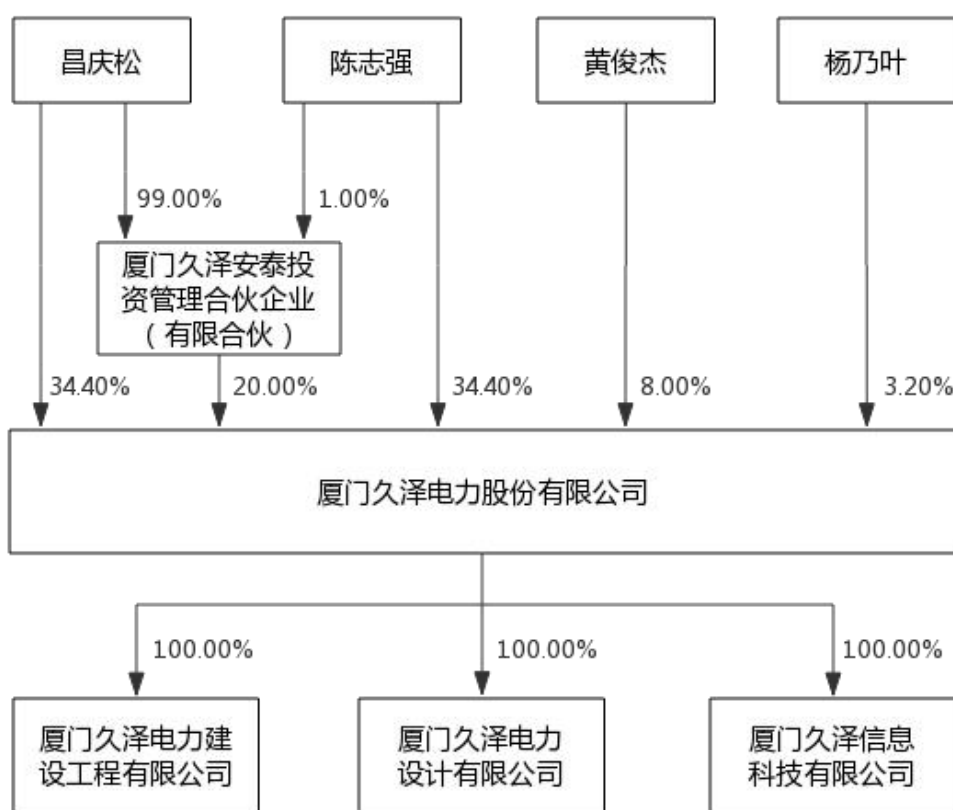 昌庆松
陈志强
黄俊杰
杨乃叶
99.00%
1.00%
厦门久泽安泰投
资管理合伙企业
（有限合伙）
34.40%
20.00%
34.40%
8.00%
3.20%
厦门久泽电力股份有限公司
100.00%
100.00%
100.00%
厦门久泽电力建
设工程有限公司
厦门久泽电力
设计有限公司
厦门久泽信息
科技有限公司